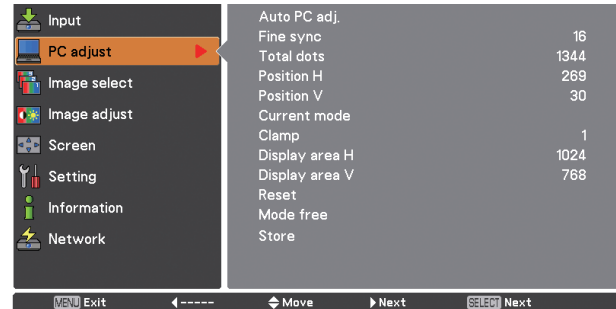 Input
PC adjust
Image select
Image adjust
Screen
Setting
Information
Network
Auto PC adj.
Fine sync 16
Total dots 1344
Position H 269
Position V 30
Current mode
Clamp 1
Display area H 1024
Display area V 768
Reset
Mode free
Store
MENU Exit ----- Move Next SELECT Next